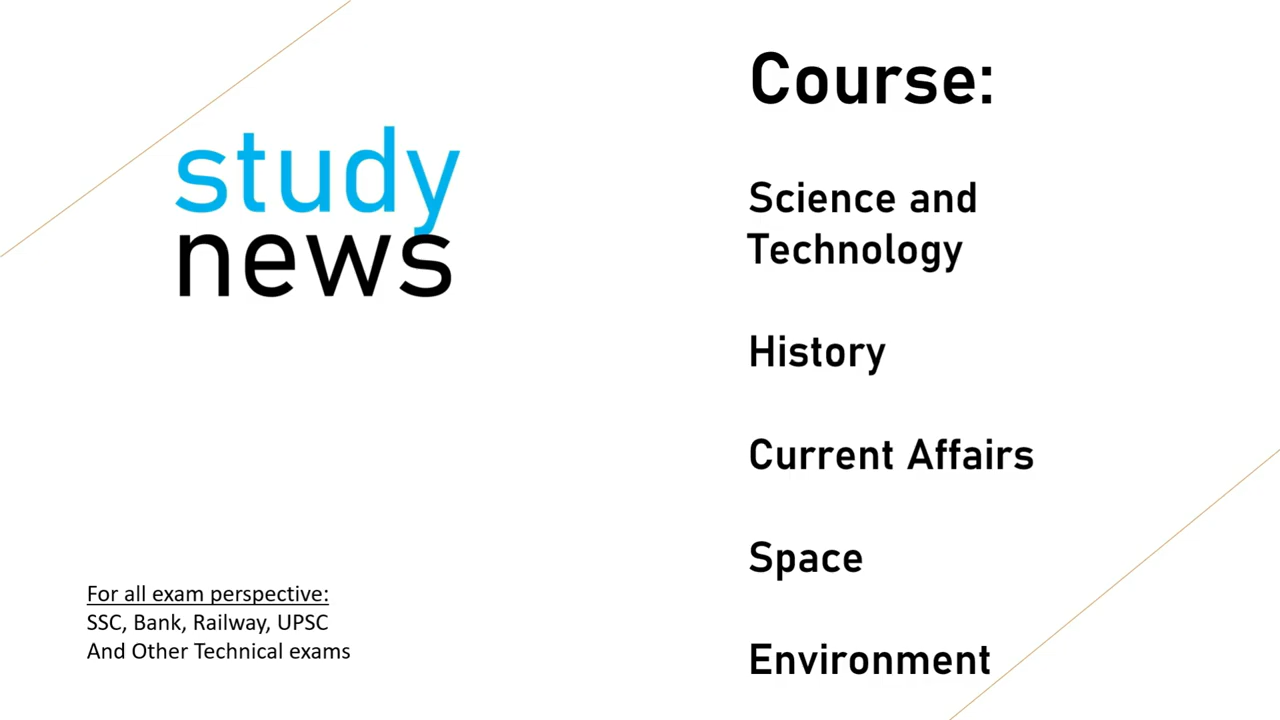 study
news
For all exam perspective:
SSC, Bank, Railway, UPSC
And Other Technical exams
Course:
Science and
Technology
History
Current Affairs
Space
Environment